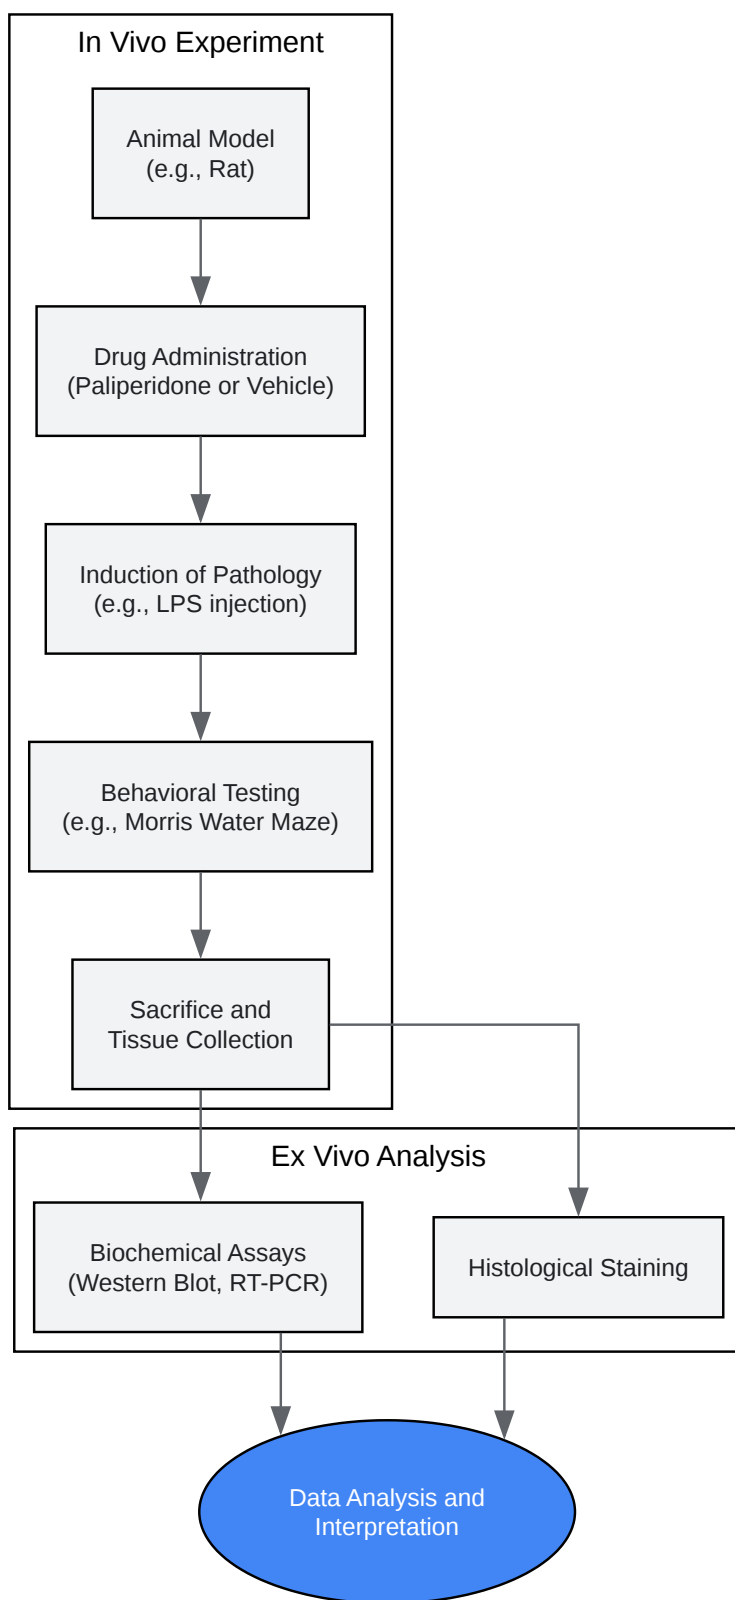 In Vivo Experiment
Animal Model
(e.g., Rat)
Drug Administration
(Paliperidone or Vehicle)
Induction of Pathology
(e.g., LPS injection)
Behavioral Testing
(e.g., Morris Water Maze)
Sacrifice and
Tissue Collection
Ex Vivo Analysis
Biochemical Assays
(Western Blot, RT-PCR)
Histological Staining
Data Analysis and
Interpretation